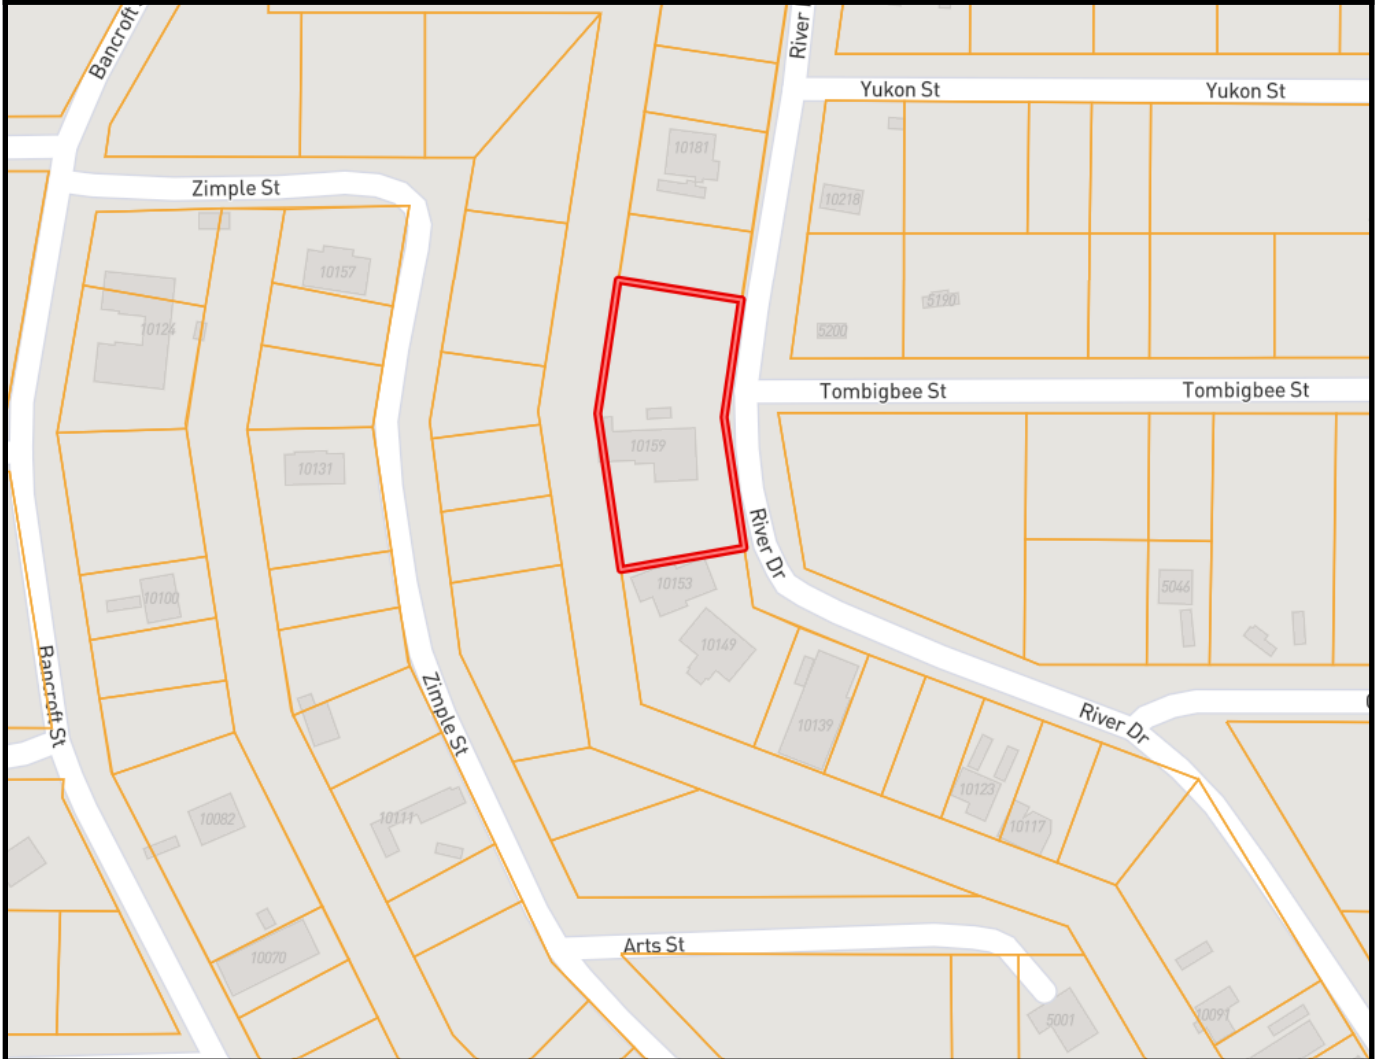 Bancroft
River
Yukon St
Yukon St
10181
Zimple St
10218
10157
5190
10124
5200
Tombigbee St
Tombigbee St
10159
10131
River Dr
10153
5046
10100
10149
Bancroft St
Zimple St
River Dr
10139
10123
10111
10082
10117
Arts St
10070
10091
5001